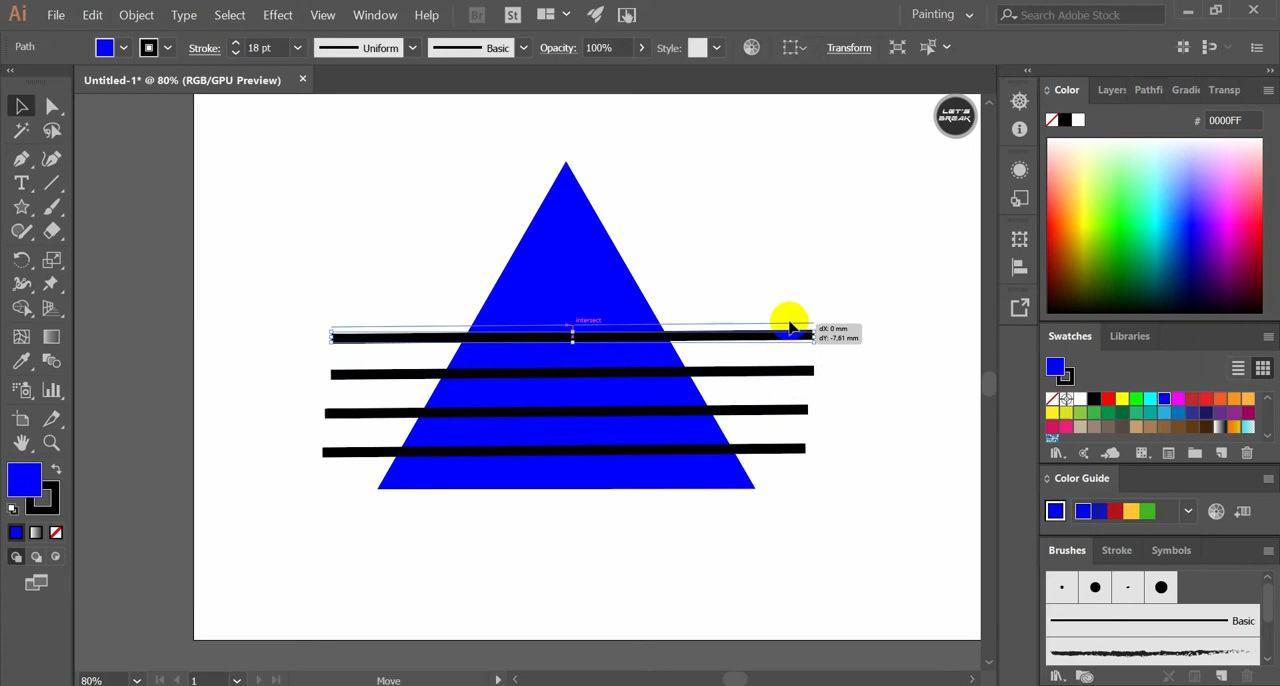 Ai File Edit Object Type Select Effect View Window Help Br St Painting Search Adobe Stock
Path Stroke: 18 pt Uniform Basic Opacity: 100% Style: Transform
Untitled-1* @ 80% (RGB/GPU Preview)
Color Layers Pathfi Gradie Transp
LET'S
BREAK
# 0000FF
intersect
dX: 0 mm
dY: -7,61 mm
Swatches Libraries
Color Guide
Brushes Stroke Symbols
Basic
80% 1 Move